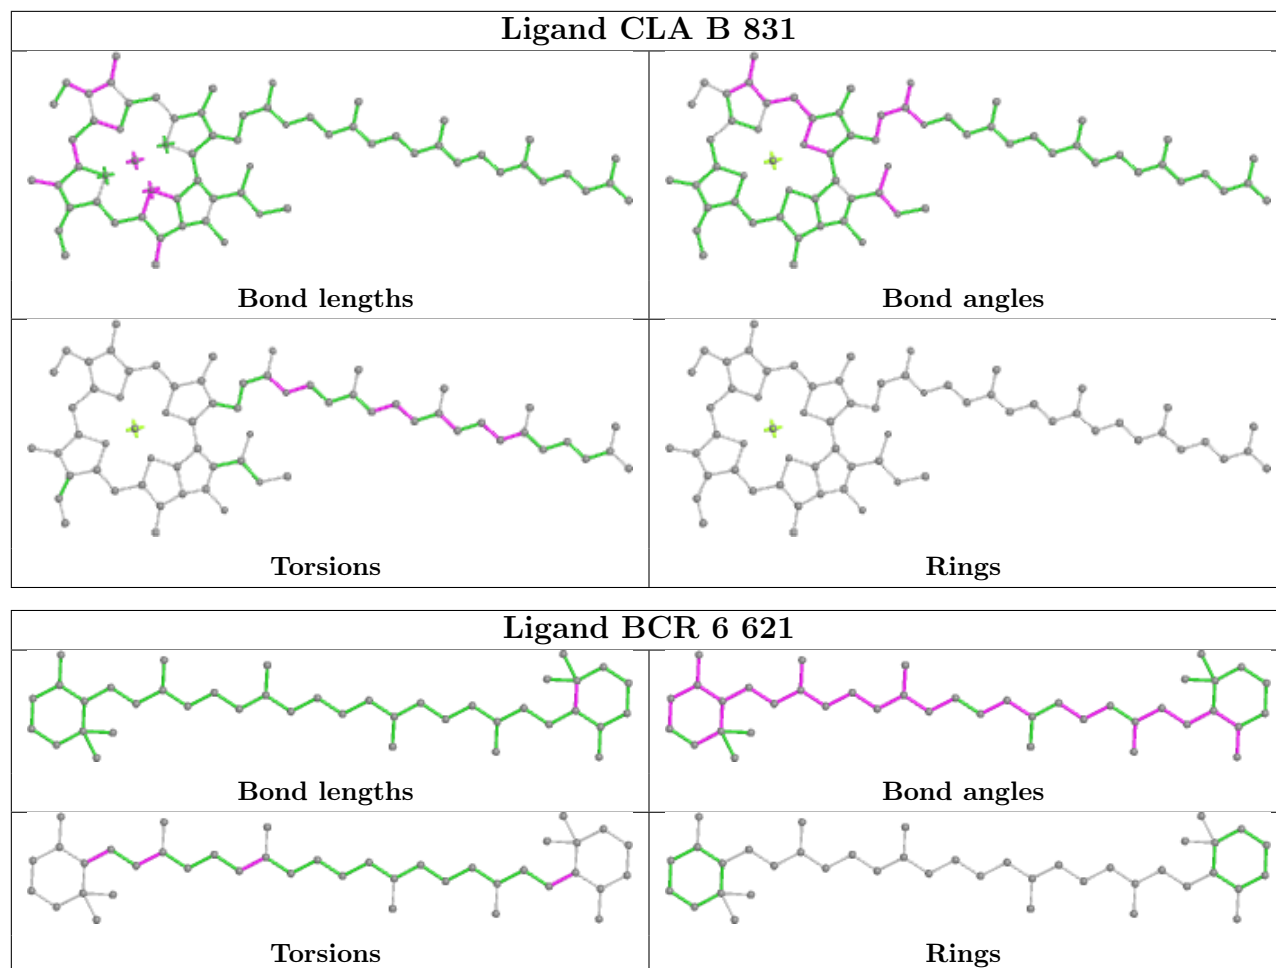 Ligand CLA B 831
Bond lengths
Bond angles
Torsions
Rings
Ligand BCR 6 621
Bond lengths
Bond angles
Torsions
Rings